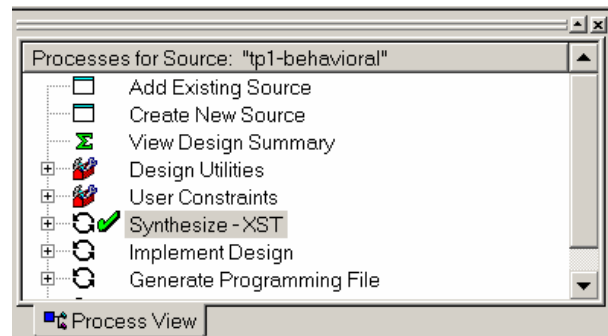 Processes for Source: "tp1-behavioral"
Add Existing Source
Create New Source
View Design Summary
Design Utilities
User Constraints
Synthesize - XST
Implement Design
Generate Programming File
Process View